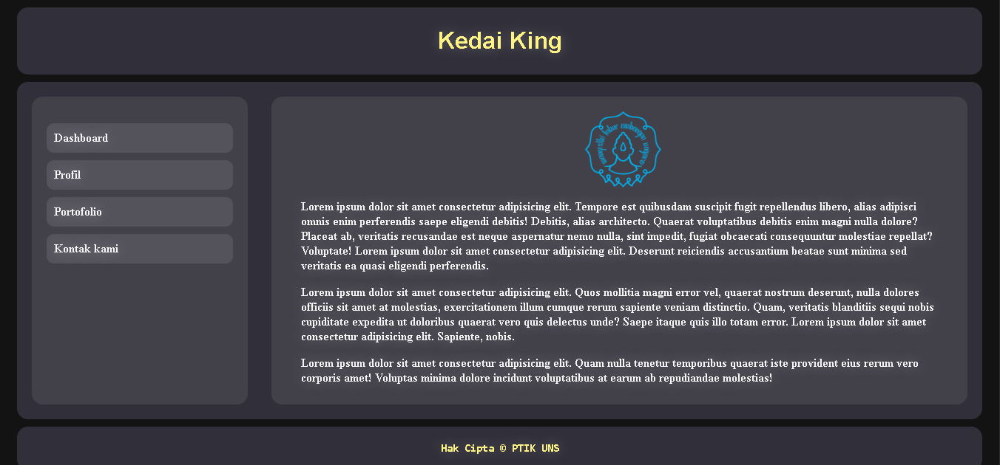 Kedai King
Dashboard
Profil
Portofolio
Kontak kami
Lorem ipsum dolor sit amet consectetur adipisicing elit. Tempore est quibusdam suscipit fugit repellendus libero, alias adipisci
omnis enim perferendis saepe eligendi debitis! Debitis, alias architecto. Quaerat voluptatibus debitis enim magni nulla dolore?
Placeat ab, veritatis recusandae est neque aspernatur nemo nulla, sint impedit, fugiat obcaecati consequuntur molestiae repellat?
Voluptate! Lorem ipsum dolor sit amet consectetur adipisicing elit. Deserunt reiciendis accusantium beatae sunt minima sed
veritatis ea quasi eligendi perferendis.
Lorem ipsum dolor sit amet consectetur adipisicing elit. Quos mollitia magni error vel, quaerat nostrum deserunt, nulla dolores
officiis sit amet at molestias, exercitationem illum cumque rerum sapiente veniam distinctio. Quam, veritatis blanditiis sequi nobis
cupiditate expedita ut doloribus quaerat vero quis delectus unde? Saepe itaque quis illo totam error. Lorem ipsum dolor sit amet
consectetur adipisicing elit. Sapiente, nobis.
Lorem ipsum dolor sit amet consectetur adipisicing elit. Quam nulla tenetur temporibus quaerat iste provident eius rerum vero
corporis amet! Voluptas minima dolore incidunt voluptatibus at earum ab repudiandae molestias!
Hak Cipta © PTIK UNS